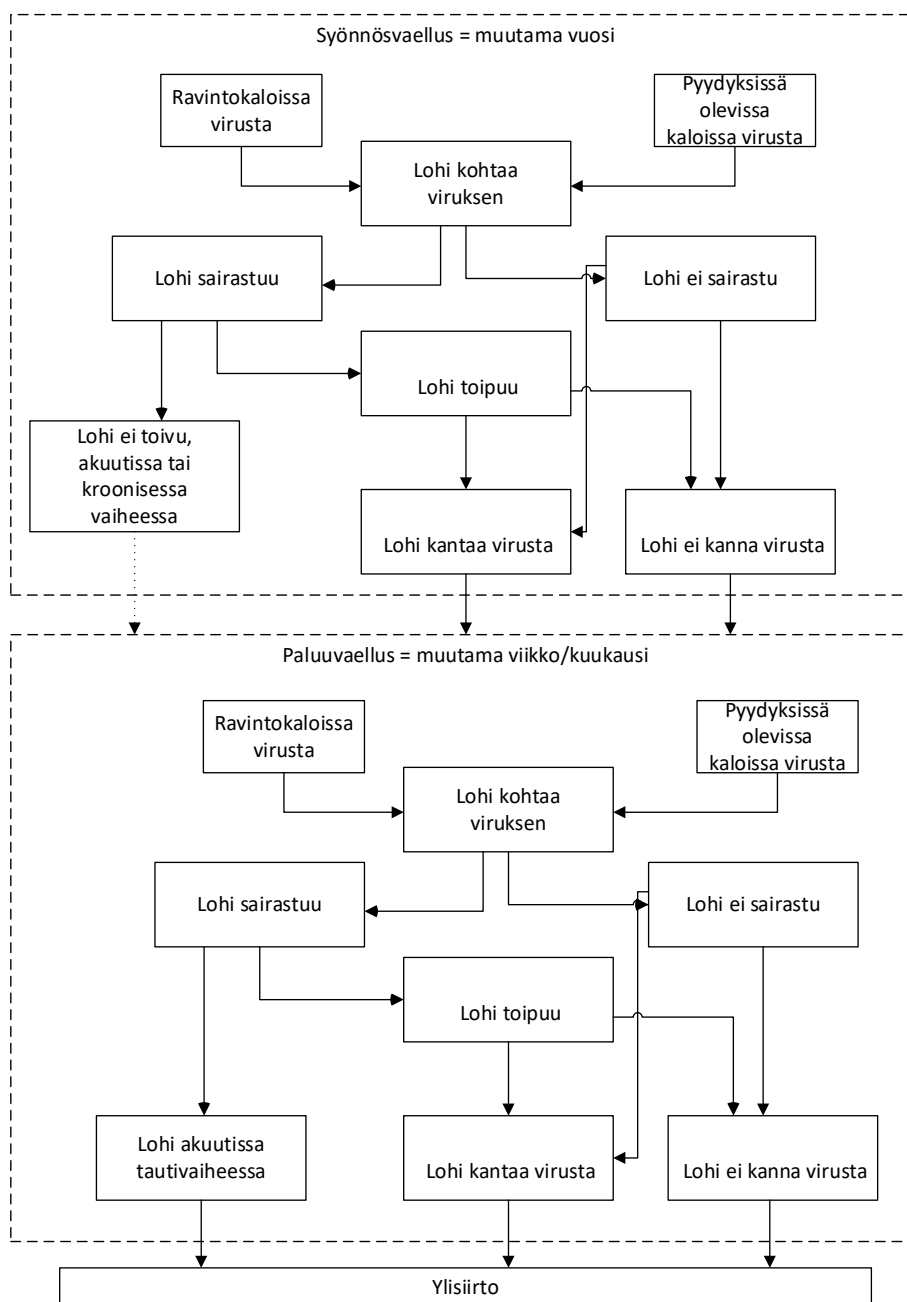 Syönnösvaellus = muutama vuosi
Ravintokaloissa
virusta
Pyydyksissä
olevissa
kaloissa virusta
Lohi kohtaa
viruksen
Lohi sairastuu
Lohi ei sairastu
Lohi toipuu
Lohi ei toivu,
akuutissa tai
kroonisessa
vaiheessa
Lohi kantaa virusta
Lohi ei kanna virusta
Paluuvaellus = muutama viikko/kuukausi
Ravintokaloissa
virusta
Pyydyksissä
olevissa
kaloissa virusta
Lohi kohtaa
viruksen
Lohi sairastuu
Lohi ei sairastu
Lohi toipuu
Lohi akuutissa
tautivaiheessa
Lohi kantaa virusta
Lohi ei kanna virusta
Ylisiirto